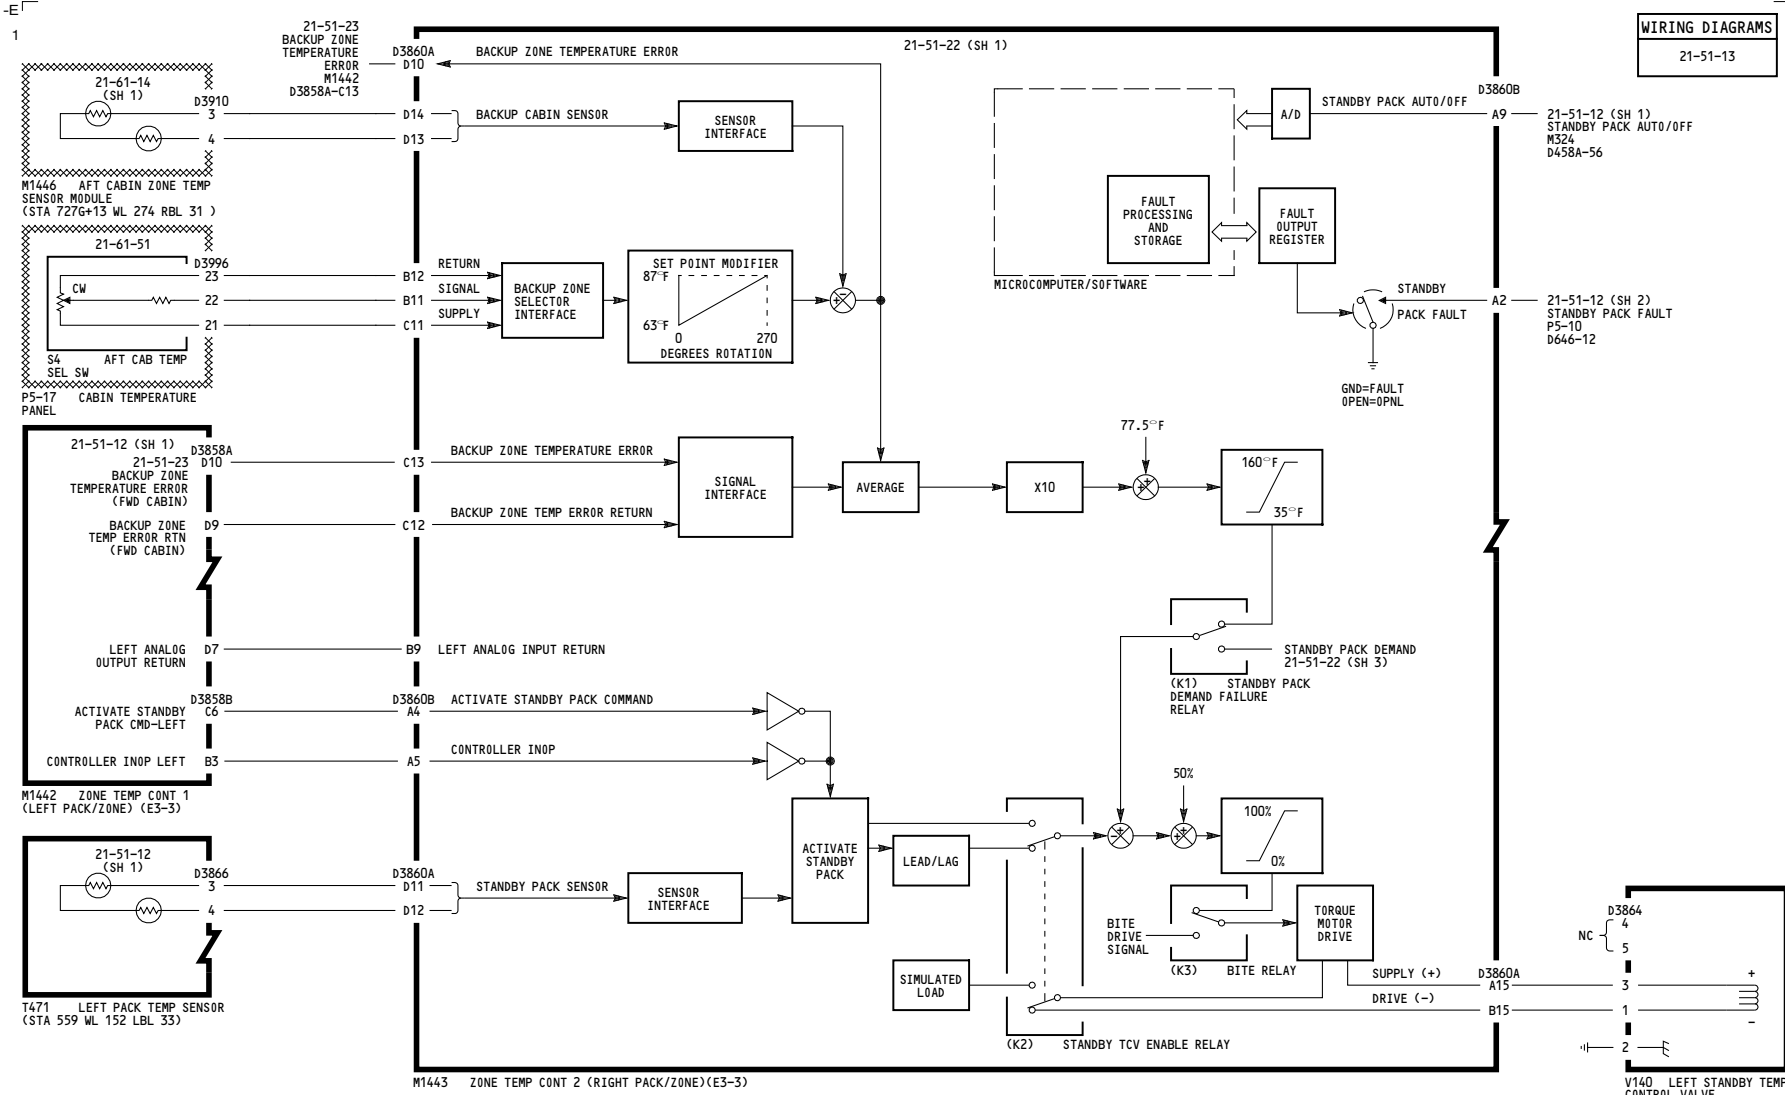 -E
1
WIRING DIAGRAMS
21-51-13
21-51-23
BACKUP ZONE
TEMPERATURE
ERROR
M1442
D3858A-C13
D3860A
D10
BACKUP ZONE TEMPERATURE ERROR
21-51-22 (SH 1)
21-61-14
(SH 1)
D3910
3
4
D14
D13
BACKUP CABIN SENSOR
SENSOR
INTERFACE
M1446 AFT CABIN ZONE TEMP
SENSOR MODULE
(STA 727G+13 WL 274 RBL 31 )
A/D
STANDBY PACK AUTO/OFF
D3860B
A9
21-51-12 (SH 1)
STANDBY PACK AUTO/OFF
M324
D458A-56
FAULT
PROCESSING
AND
STORAGE
FAULT
OUTPUT
REGISTER
MICROCOMPUTER/SOFTWARE
STANDBY
PACK FAULT
A2
21-51-12 (SH 2)
STANDBY PACK FAULT
P5-10
D646-12
GND=FAULT
OPEN=OPNL
21-61-51
D3996
23
CW
22
21
S4 AFT CAB TEMP
SEL SW
P5-17 CABIN TEMPERATURE
PANEL
B12
RETURN
B11
SIGNAL
C11
SUPPLY
BACKUP ZONE
SELECTOR
INTERFACE
SET POINT MODIFIER
87°F
63°F
0
270
DEGREES ROTATION
+
-
21-51-12 (SH 1)
D3858A
21-51-23
D10
BACKUP ZONE
TEMPERATURE ERROR
(FWD CABIN)
BACKUP ZONE
TEMP ERROR RTN
(FWD CABIN)
D9
C13
BACKUP ZONE TEMPERATURE ERROR
C12
BACKUP ZONE TEMP ERROR RETURN
SIGNAL
INTERFACE
AVERAGE
X10
77.5°F
+
+
160°F
35°F
LEFT ANALOG
OUTPUT RETURN
D7
B9
LEFT ANALOG INPUT RETURN
D3858B
ACTIVATE STANDBY
PACK CMD-LEFT
C6
D3860B
A4
ACTIVATE STANDBY PACK COMMAND
CONTROLLER INOP LEFT
B3
A5
CONTROLLER INOP
M1442 ZONE TEMP CONT 1
(LEFT PACK/ZONE) (E3-3)
STANDBY PACK DEMAND
21-51-22 (SH 3)
(K1) STANDBY PACK
DEMAND FAILURE
RELAY
50%
+
-
+
+
100%
0%
21-51-12
(SH 1)
D3866
3
4
D3860A
D11
D12
STANDBY PACK SENSOR
SENSOR
INTERFACE
ACTIVATE
STANDBY
PACK
LEAD/LAG
SIMULATED
LOAD
(K2) STANDBY TCV ENABLE RELAY
BITE
DRIVE
SIGNAL
(K3) BITE RELAY
TORQUE
MOTOR
DRIVE
SUPPLY (+)
DRIVE (-)
D3860A
A15
B15
T471 LEFT PACK TEMP SENSOR
(STA 559 WL 152 LBL 33)
D3864
4
NC
5
3
1
2
+
-
M1443 ZONE TEMP CONT 2 (RIGHT PACK/ZONE)(E3-3)
V140 LEFT STANDBY TEMP
CONTROL VALVE